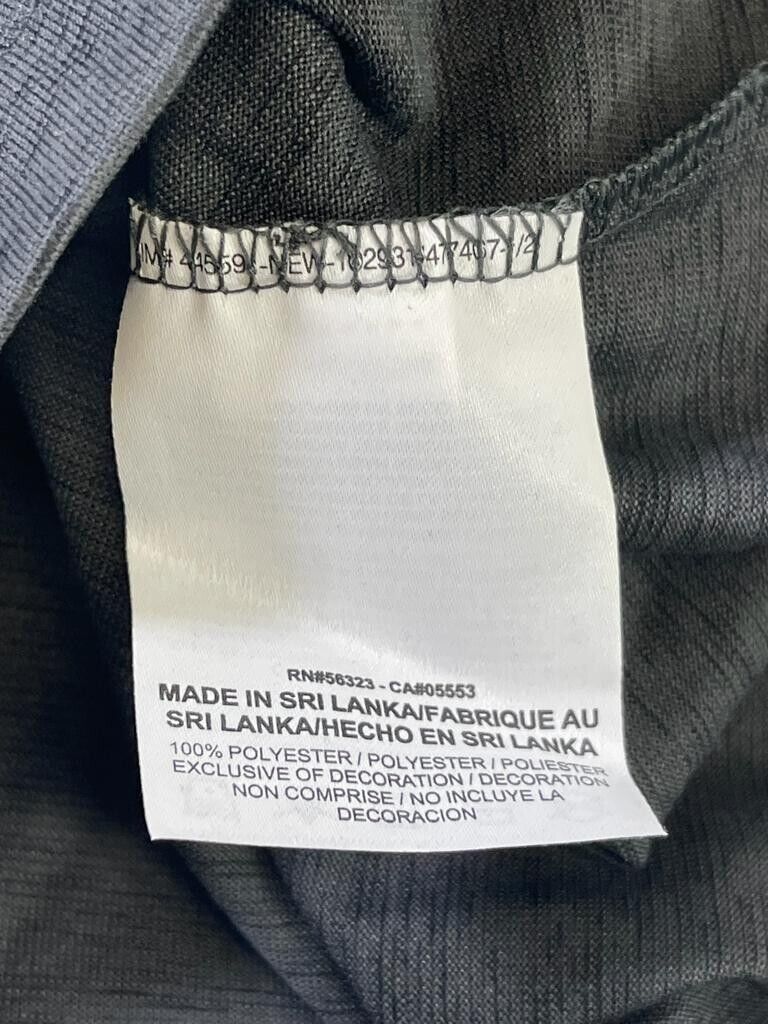 RN#56323 - CA#05553
MADE IN SRI LANKA/FABRIQUE AU
SRI LANKA/HECHO EN SRI LANKA
100% POLYESTER / POLYESTER / POLIESTER
EXCLUSIVE OF DECORATION / DECORATION
NON COMPRISE / NO INCLUYE LA
DECORACION